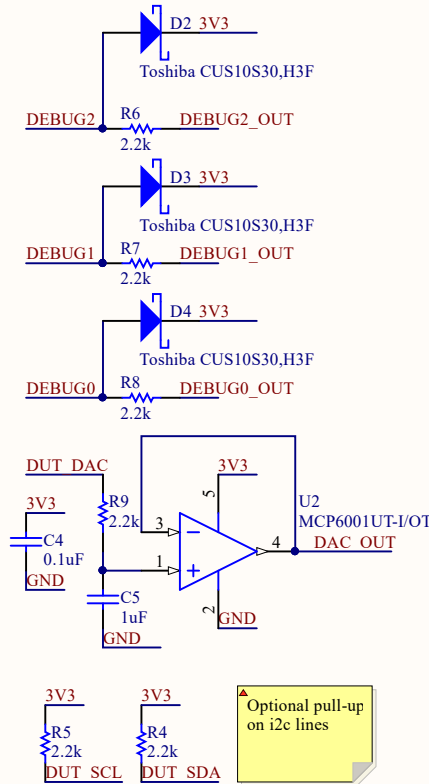 D2 3V3
Toshiba CUS10S30,H3F
DEBUG2 R6 DEBUG2_OUT
2.2k
D3 3V3
Toshiba CUS10S30,H3F
DEBUG1 R7 DEBUG1_OUT
2.2k
D4 3V3
Toshiba CUS10S30,H3F
DEBUG0 R8 DEBUG0_OUT
2.2k
DUT_DAC
3V3
5
R9
2.2k
U2
MCP6001UT-I/OT
3V3
C4
0.1uF
GND
3
4
DAC_OUT
1
C5
1uF
GND
2
GND
3V3
R5
2.2k
DUT_SCL
3V3
R4
2.2k
DUT_SDA
Optional pull-up
on i2c lines